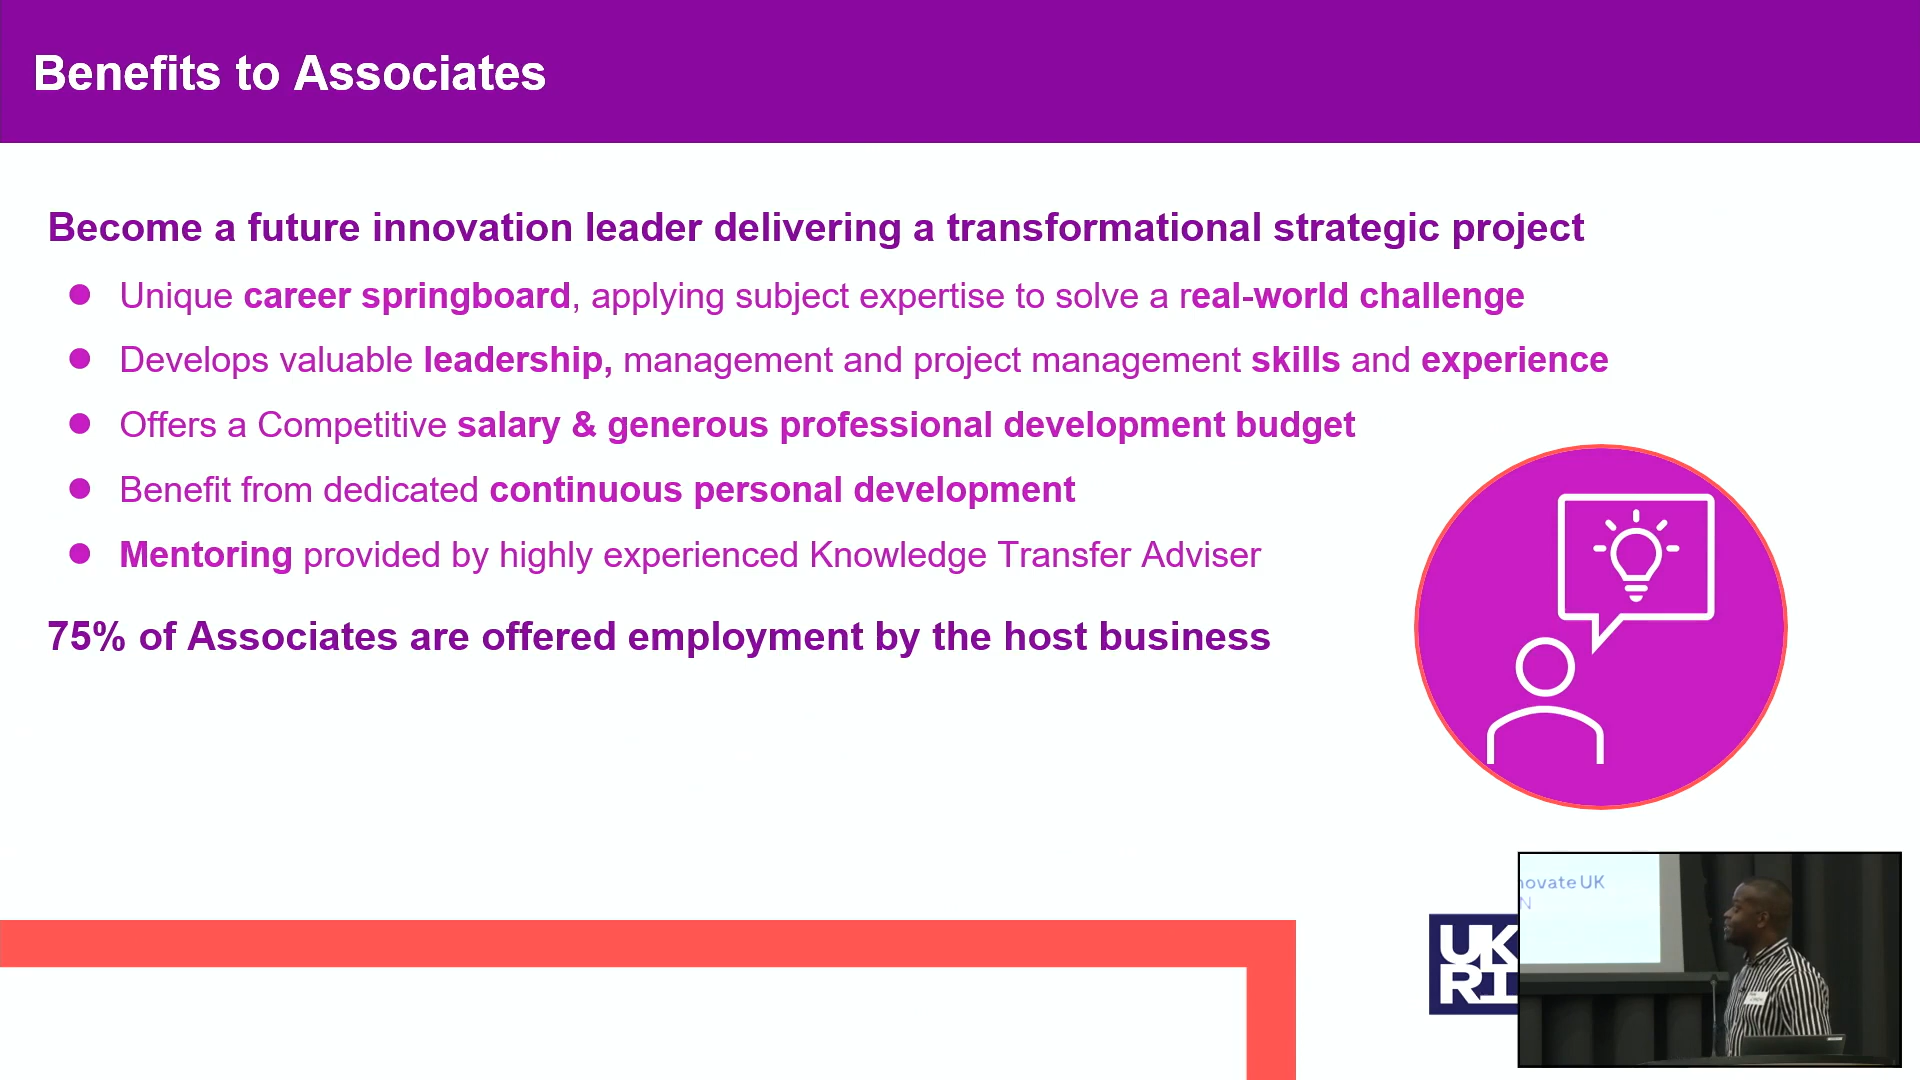 Benefits to Associates
Become a future innovation leader delivering a transformational strategic project
Unique career springboard, applying subject expertise to solve a real-world challenge
Develops valuable leadership, management and project management skills and experience
Offers a Competitive salary & generous professional development budget
Benefit from dedicated continuous personal development
Mentoring provided by highly experienced Knowledge Transfer Adviser
75% of Associates are offered employment by the host business
UK
RI
novate UK
N